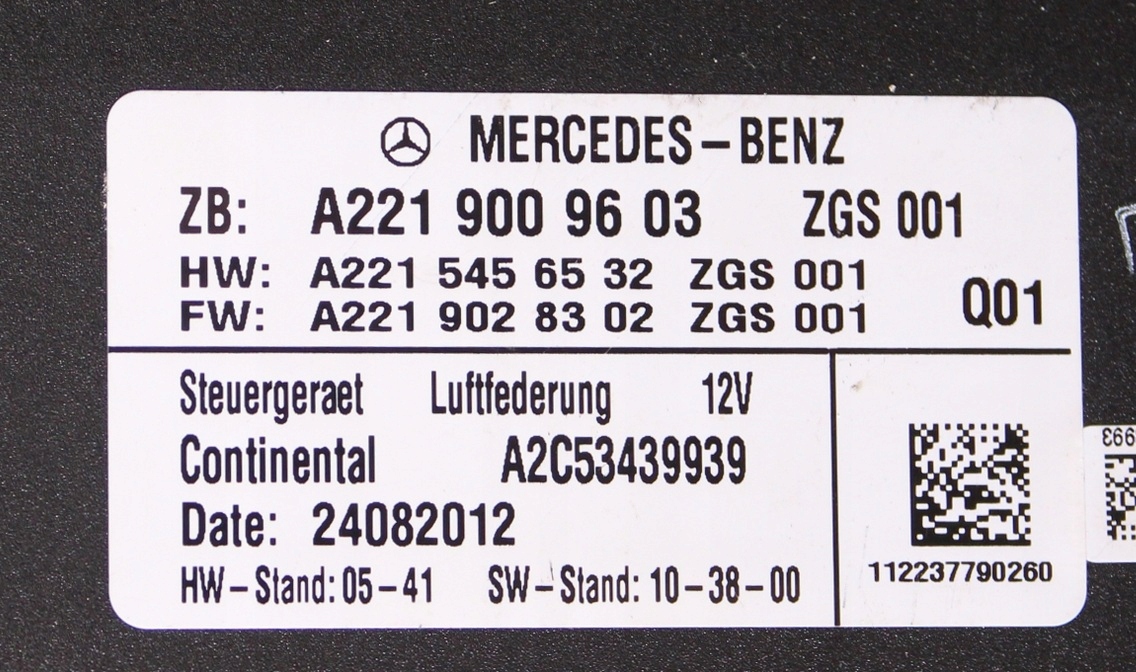 MERCEDES-BENZ
ZB: A221 900 96 03 ZGS 001
HW: A221 545 65 32 ZGS 001
FW: A221 902 83 02 ZGS 001
Q01
Steuergeraet Luftfederung 12V
Continental A2C53439939
Date: 24082012
HW-Stand: 05-41 SW-Stand: 10-38-00
112237790260